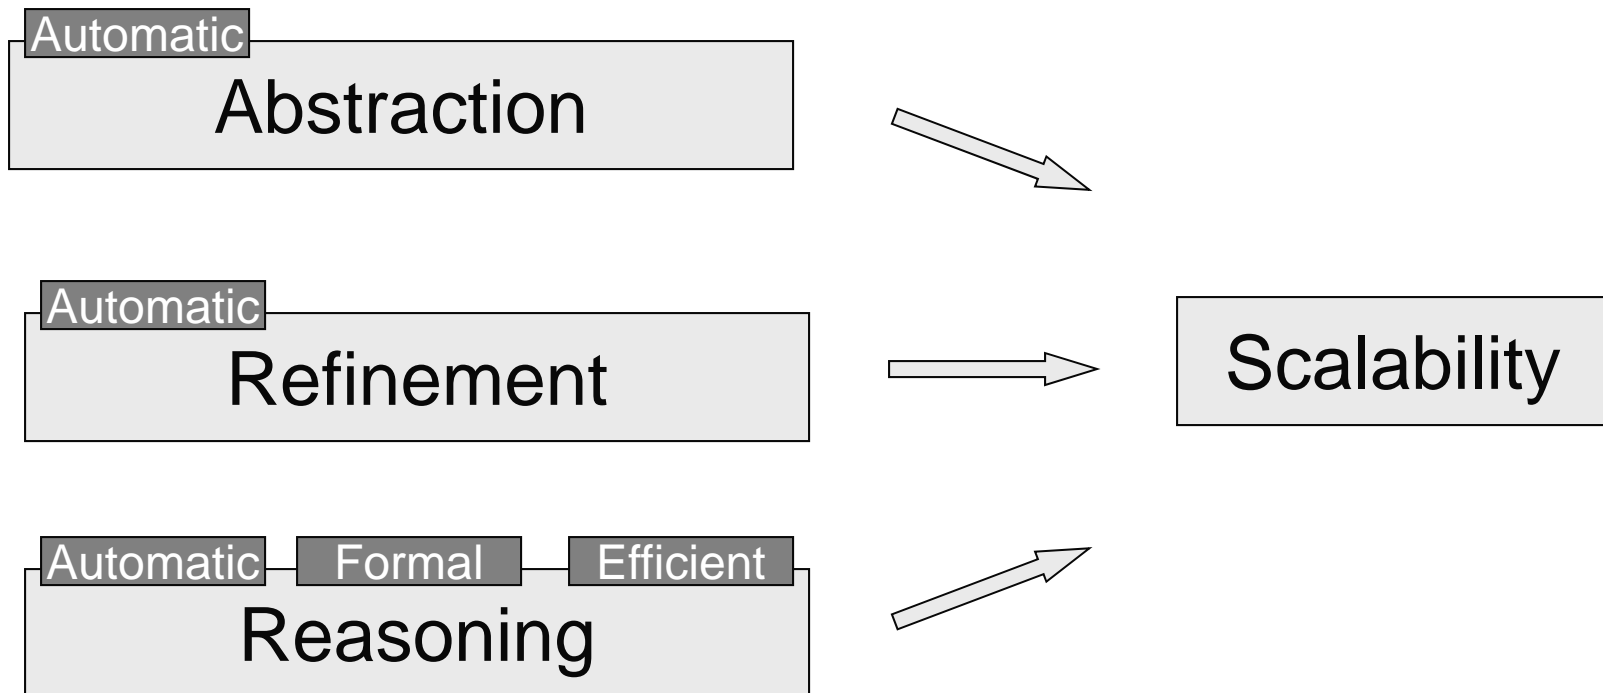 Automatic
Abstraction
Automatic
Refinement
Scalability
Automatic Formal Efficient
Reasoning